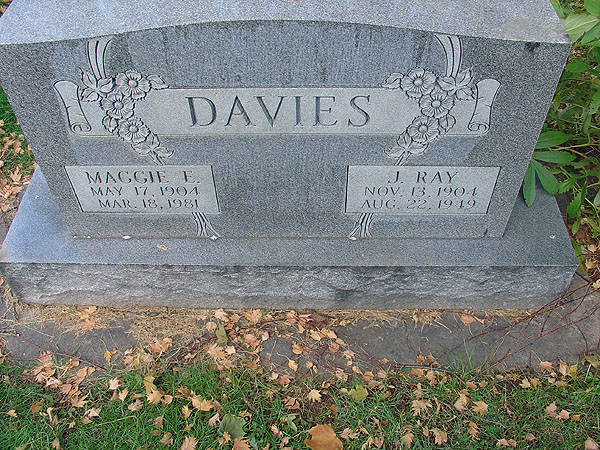 DAVIES
MAGGIE E.
MAY 17, 1904
MAR. 18, 1981
J. RAY
NOV. 13, 1904
AUG. 22, 1949